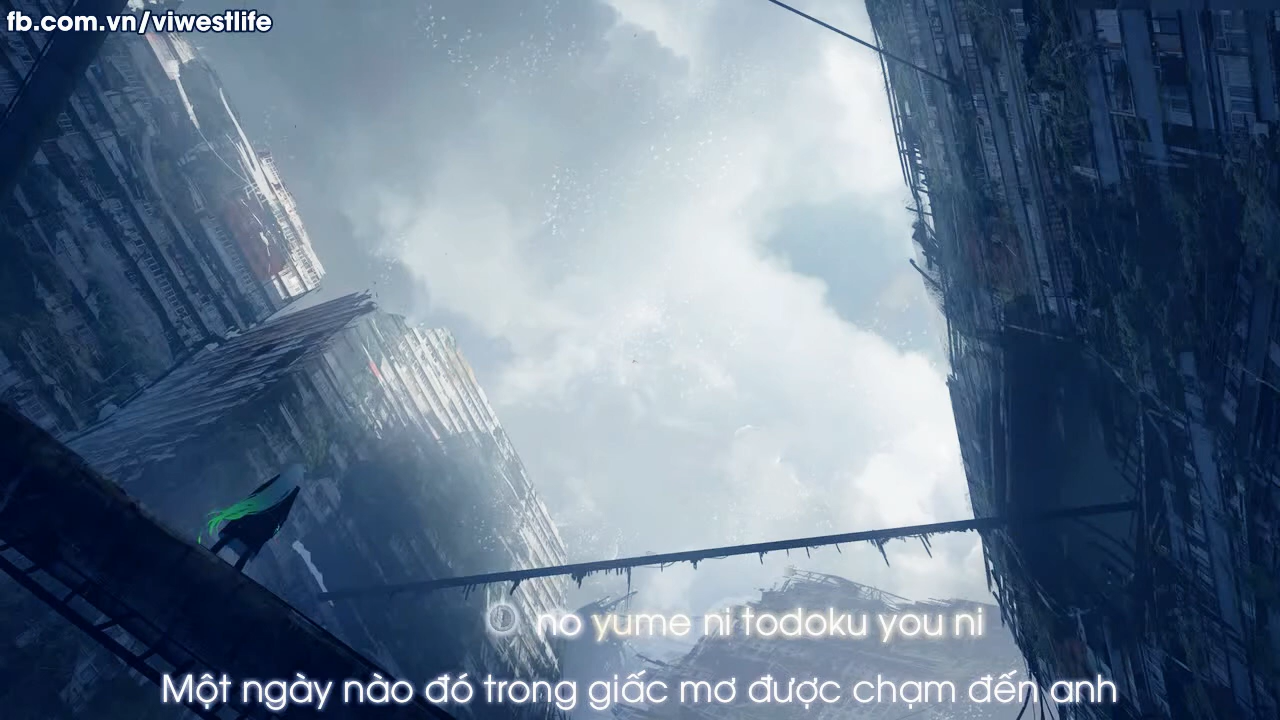 fb.com.vn/viwestlife
no yume ni todoku you ni
Một ngày nào đó trong giấc mơ được chạm đến anh